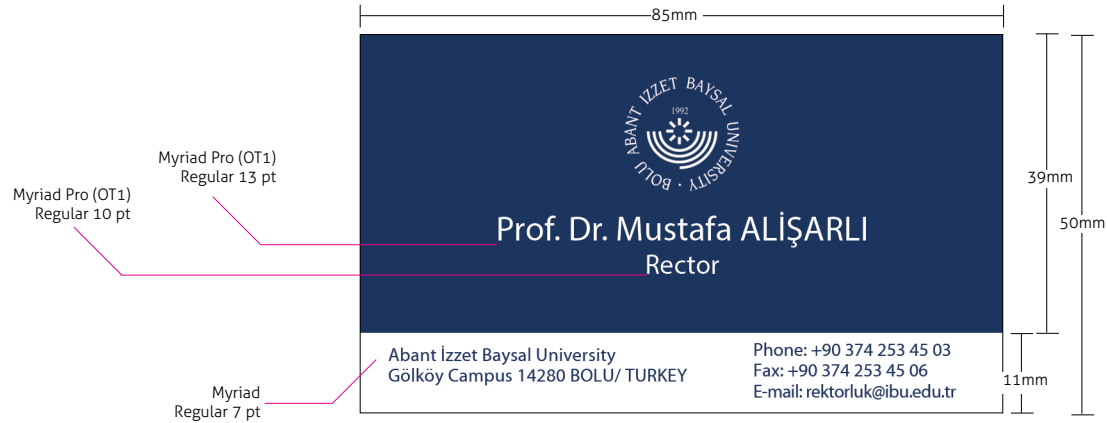 85mm
BOLU ABANT IZZET BAYSAL UNIVERSITY ·
1992
Myriad Pro (OT1)
Regular 13 pt
Myriad Pro (OT1)
Regular 10 pt
39mm
50mm
Prof. Dr. Mustafa ALİŞARLI
Rector
Abant İzzet Baysal University
Gölköy Campus 14280 BOLU/ TURKEY
Phone: +90 374 253 45 03
Fax: +90 374 253 45 06
E-mail: rektorluk@ibu.edu.tr
11mm
Myriad
Regular 7 pt